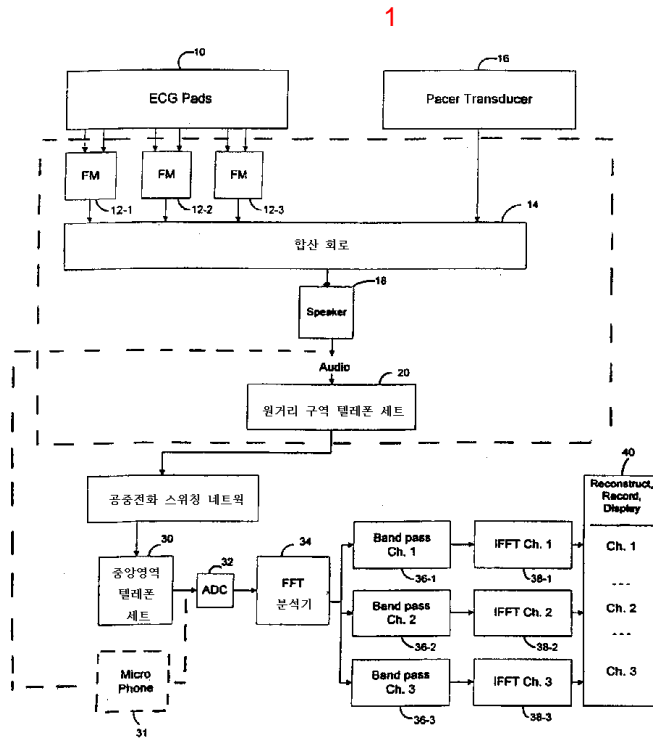 1
10
16
ECG Pads
Pacer Transducer
FM
FM
FM
12-1
12-2
12-3
14
합산 회로
18
Speaker
Audio
20
원거리 구역 텔레폰 세트
공중전화 스위칭 네트웍
40
Reconstruct,
Record,
Display
30
32
34
중앙영역
텔레폰
세트
ADC
FFT
분석기
Band pass
Ch. 1
IFFT Ch. 1
Ch. 1
36-1
38-1
---
Band pass
Ch. 2
IFFT Ch. 2
Ch. 2
36-2
38-2
---
Micro
Phone
31
Band pass
Ch. 3
IFFT Ch. 3
Ch. 3
36-3
38-3